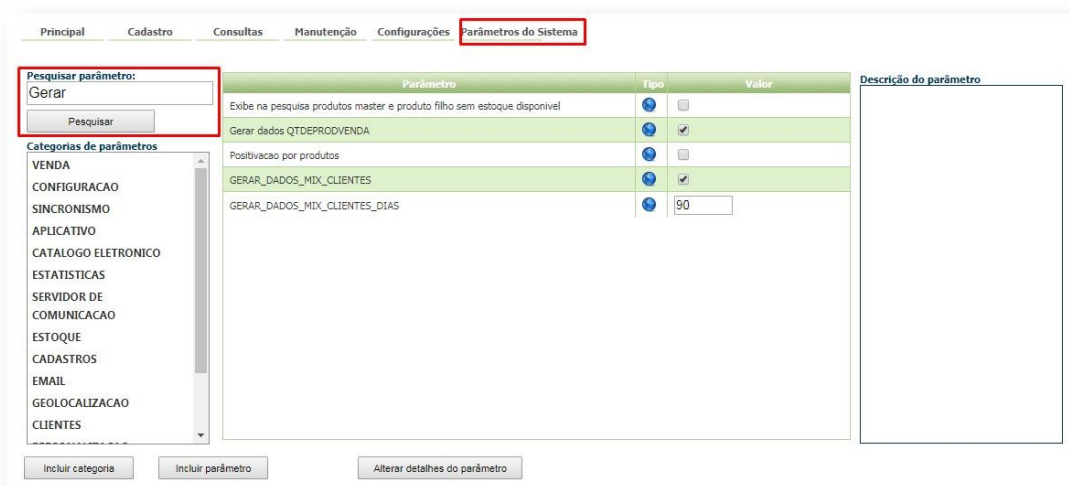 Principal Cadastro Consultas Manutenção Configurações Parâmetros do Sistema
Pesquisar parâmetro:
Gerar
Pesquisar
Categorias de parâmetros
VENDA
CONFIGURACAO
SINCRONISMO
APLICATIVO
CATALOGO ELETRONICO
ESTATISTICAS
SERVIDOR DE
COMUNICACAO
ESTOQUE
CADASTROS
EMAIL
GEOLOCALIZACAO
CLIENTES
Parâmetro Tipo Valor
Exibe na pesquisa produtos master e produto filho sem estoque disponivel
Gerar dados QTDEPRODVENDA
Positivacao por produtos
GERAR_DADOS_MIX_CLIENTES
GERAR_DADOS_MIX_CLIENTES_DIAS 90
Descrição do parâmetro
Incluir categoria Incluir parâmetro Alterar detalhes do parâmetro